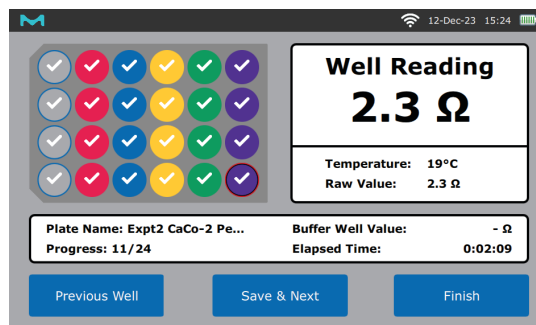 12-Dec-23 15:24
Well Reading
2.3 Ω
Temperature: 19°C
Raw Value: 2.3 Ω
Plate Name: Expt2 CaCo-2 Pe... Buffer Well Value: - Ω
Progress: 11/24 Elapsed Time: 0:02:09
Previous Well Save & Next Finish